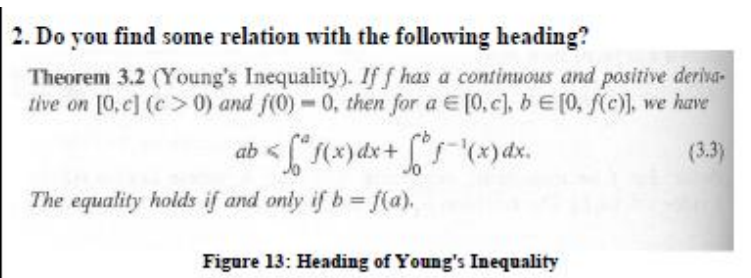 2. Do you find some relation with the following heading?
Theorem 3.2 (Young's Inequality). If f has a continuous and positive deriva-
tive on [0, c] (c > 0) and f(0) = 0, then for a ∈ [0, c], b ∈ [0, f(c)], we have
ab < ∫₀ᵃ f(x) dx + ∫₀ᵇ f⁻¹(x) dx. (3.3)
The equality holds if and only if b = f(a).
Figure 13: Heading of Young's Inequality